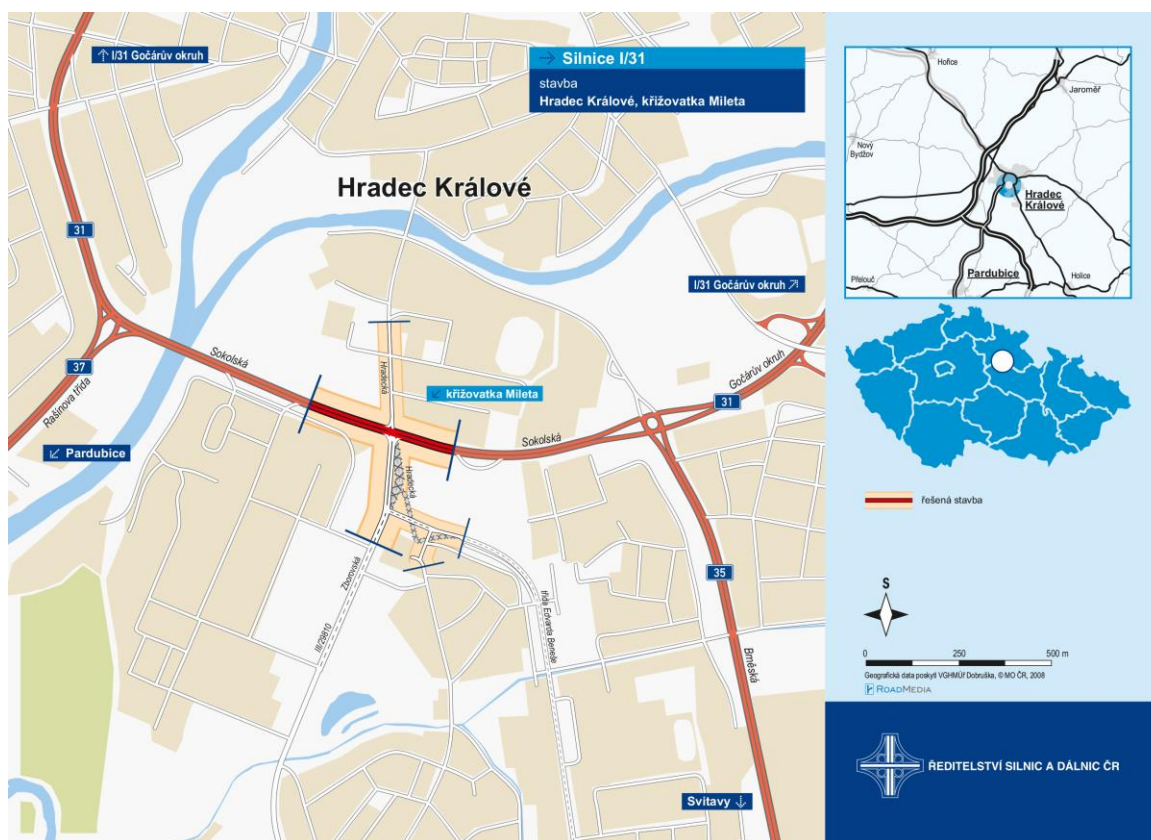 I/31 Gočárův okruh
Silnice I/31
stavba
Hradec Králové, křižovatka Mileta
Hradec Králové
31
I/31 Gočárův okruh
Sokolská
37
Rašínova třída
Pardubice
Hradecká
křižovatka Mileta
Gočárův okruh
31
Sokolská
Hradecká
Zborovská
III/29810
třída Edvarda Beneše
35
Brněská
Svitavy
Hořice
Jaroměř
Nový
Bydžov
Hradec
Králové
Pardubice
Přelouč
Holice
řešená stavba
S
0 250 500 m
Geografická data poskytl VGHMÚř Dobruška, © MO ČR, 2008
ROADMEDIA
ŘEDITELSTVÍ SILNIC A DÁLNIC ČR